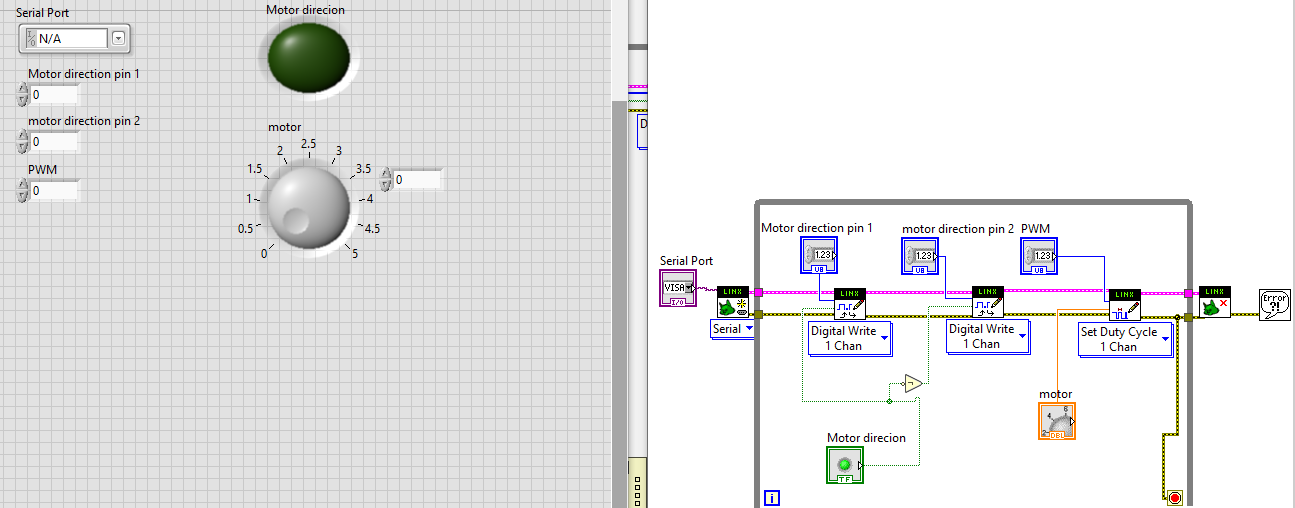 Serial Port
I/O N/A
Motor direction pin 1
0
motor direction pin 2
0
PWM
0
Motor direcion
motor
0 0.5 1 1.5 2 2.5 3 3.5 4 4.5 5
0
D
Motor direction pin 1
motor direction pin 2
PWM
1.23
U8
1.23
U8
1.23
U8
Serial Port
VISA
I/O
LINX
LINX
LINX
LINX
LINX
Error
?!
Serial
Digital Write
1 Chan
Digital Write
1 Chan
Set Duty Cycle
1 Chan
motor
2 4 6
DBL
Motor direcion
TF
i